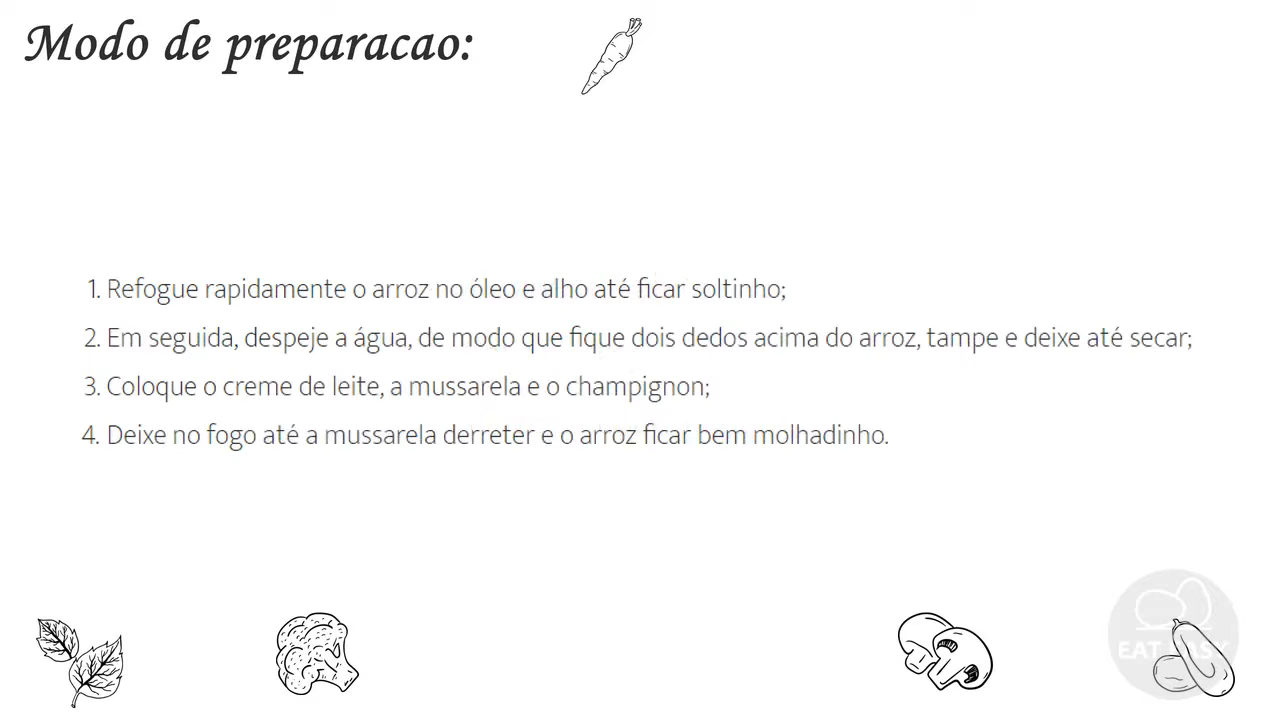 Modo de preparacao:
1. Refogue rapidamente o arroz no óleo e alho até ficar soltinho;
2. Em seguida, despeje a água, de modo que fique dois dedos acima do arroz, tampe e deixe até secar;
3. Coloque o creme de leite, a mussarela e o champignon;
4. Deixe no fogo até a mussarela derreter e o arroz ficar bem molhadinho.
EAT EASY